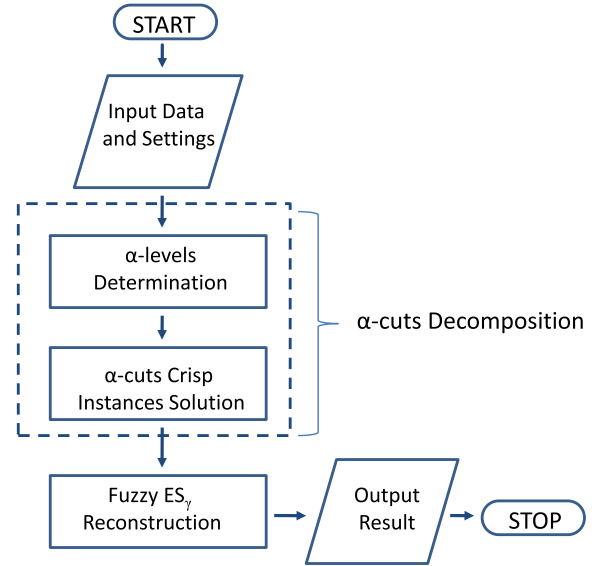 START
Input Data
and Settings
α-levels
Determination
α-cuts Crisp
Instances Solution
α-cuts Decomposition
Fuzzy ESγ
Reconstruction
Output
Result
STOP